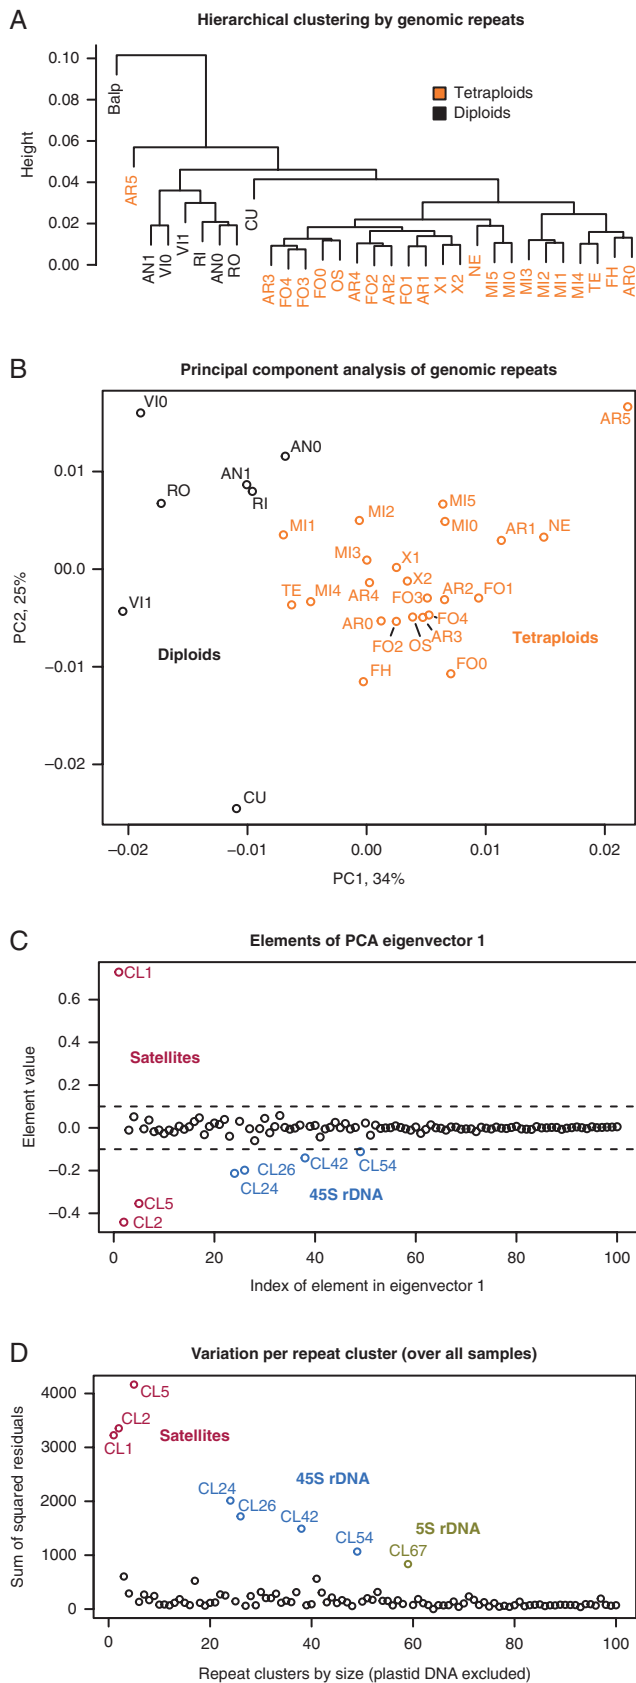 A
Hierarchical clustering by genomic repeats
Height
0.10
0.08
0.06
0.04
0.02
0.00
Tetraploids
Diploids
Balp
AR5
AN1
VI0
VI1
RI
AN0
RO
CU
AR3
FO4
FO3
FO0
OS
AR4
FO2
AR2
FO1
AR1
X1
X2
NE
MI5
MI0
MI3
MI2
MI1
MI4
TE
FH
AR0
B
Principal component analysis of genomic repeats
PC2, 25%
0.01
0.00
−0.01
−0.02
VI0
AR5
AN0
AN1
RO
RI
MI5
MI2
MI1
MI0
AR1
NE
MI3
X1
X2
TE
MI4
AR4
FO3
AR2
FO1
VI1
AR0
FO4
FO2
OS
AR3
Diploids
Tetraploids
FH
FO0
CU
−0.02
−0.01
0.00
0.01
0.02
PC1, 34%
C
Elements of PCA eigenvector 1
Element value
0.6
0.4
0.2
0.0
−0.2
−0.4
CL1
Satellites
CL26
CL42
CL54
CL24
45S rDNA
CL5
CL2
0
20
40
60
80
100
Index of element in eigenvector 1
D
Variation per repeat cluster (over all samples)
Sum of squared residuals
4000
3000
2000
1000
0
CL5
CL2
Satellites
CL1
45S rDNA
CL24
CL26
CL42
5S rDNA
CL54
CL67
0
20
40
60
80
100
Repeat clusters by size (plastid DNA excluded)